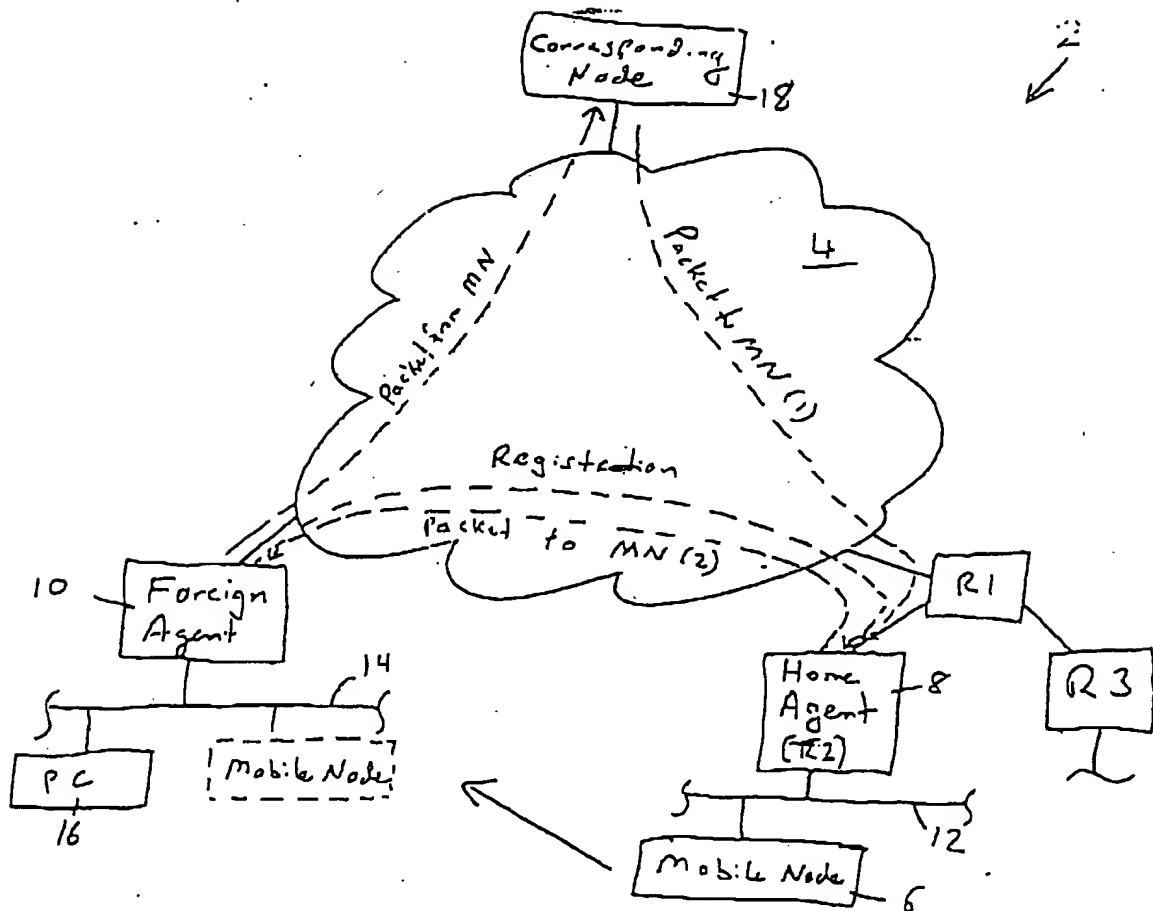 Corresponding
Node
18
2
4
Packet from MN
Packet to MN (1)
Registration
Packet to MN (2)
10
Foreign
Agent
R1
R3
Home
Agent
(R2)
8
14
PC
16
Mobile Node
12
Mobile Node
6